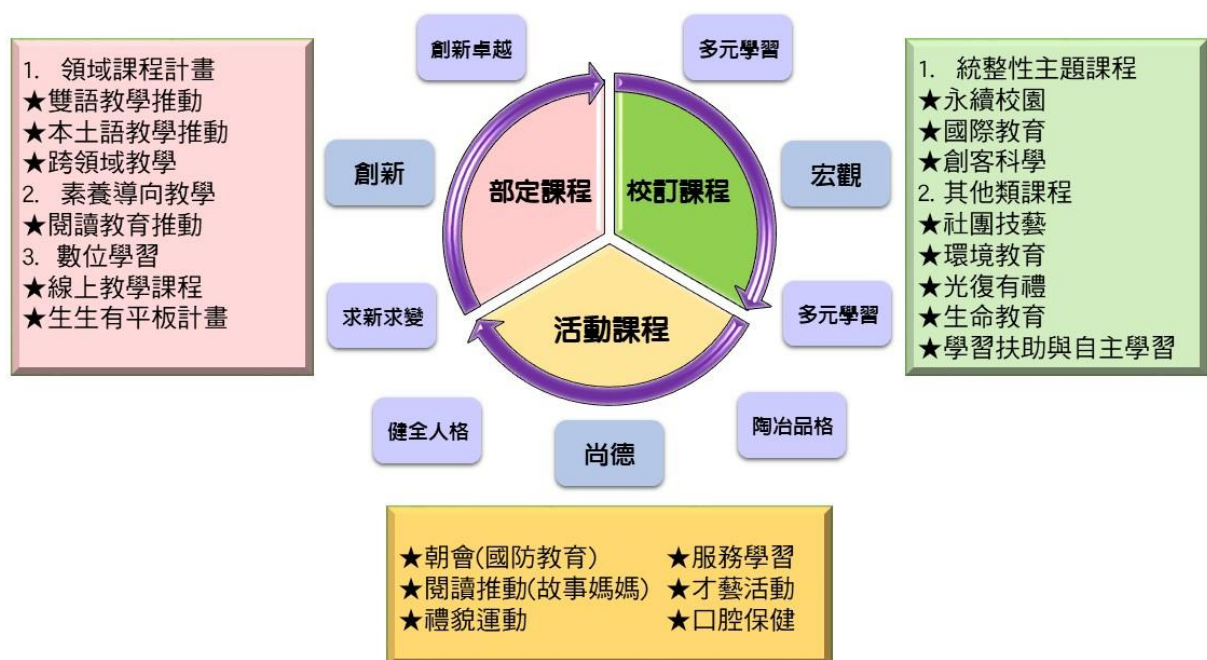 創新卓越
多元學習
1. 領域課程計畫
★雙語教學推動
★本土語教學推動
★跨領域教學
2. 素養導向教學
★閱讀教育推動
3. 數位學習
★線上教學課程
★生生有平板計畫
創新
部定課程
校訂課程
宏觀
1. 統整性主題課程
★永續校園
★國際教育
★創客科學
2. 其他類課程
★社團技藝
★環境教育
★光復有禮
★生命教育
★學習扶助與自主學習
求新求變
活動課程
多元學習
健全人格
尚德
陶冶品格
★朝會(國防教育)
★閱讀推動(故事媽媽)
★禮貌運動
★服務學習
★才藝活動
★口腔保健